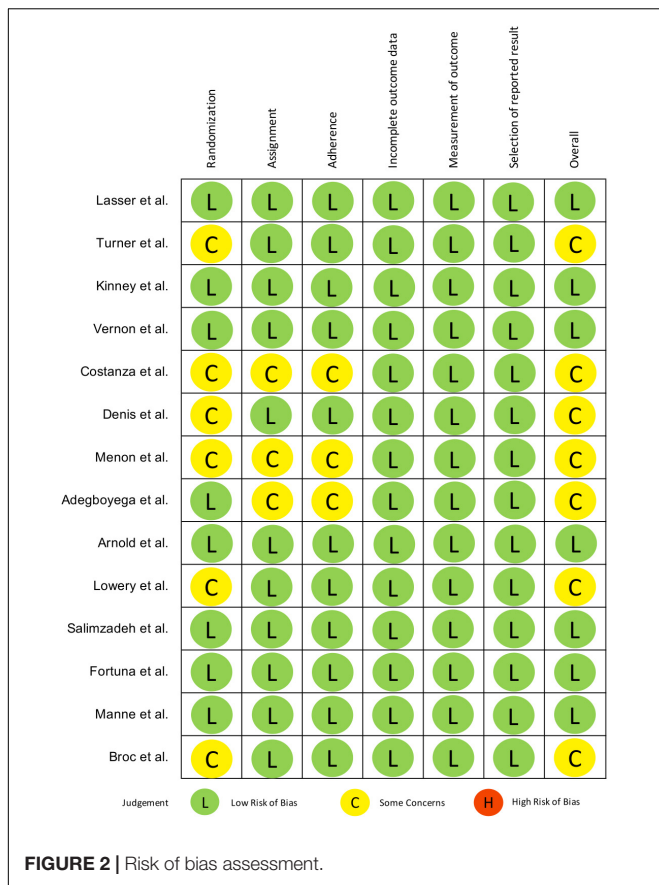 Randomization Assignment Adherence Incomplete outcome data Measurement of outcome Selection of reported result Overall
Lasser et al. L L L L L L L
Turner et al. C L L L L L C
Kinney et al. L L L L L L L
Vernon et al. L L L L L L L
Costanza et al. C C C L L L C
Denis et al. C L L L L L C
Menon et al. C C C L L L C
Adegboyega et al. L C C L L L C
Arnold et al. L L L L L L L
Lowery et al. C L L L L L C
Salimzadeh et al. L L L L L L L
Fortuna et al. L L L L L L L
Manne et al. L L L L L L L
Broc et al. C L L L L L C
Judgement L Low Risk of Bias C Some Concerns H High Risk of Bias
FIGURE 2 | Risk of bias assessment.